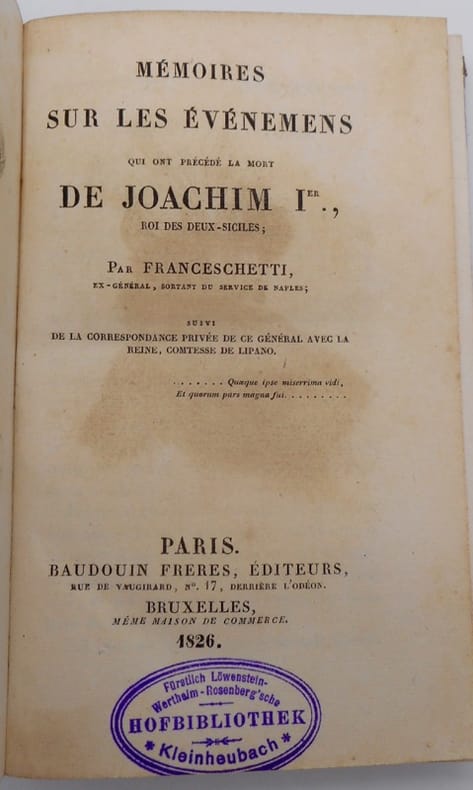 MÉMOIRES
SUR LES ÉVÉNEMENS
QUI ONT PRÉCÉDÉ LA MORT
DE JOACHIM IER.,
ROI DES DEUX-SICILES;
PAR FRANCESCHETTI,
EX-GÉNÉRAL, SORTANT DU SERVICE DE NAPLES;
SUIVI
DE LA CORRESPONDANCE PRIVÉE DE CE GÉNÉRAL AVEC LA
REINE, COMTESSE DE LIPANO.
. . . . . . . Quæque ipse miserrima vidi,
Et quorum pars magna fui. . . . . . . . .
PARIS.
BAUDOUIN FRERES, ÉDITEURS,
RUE DE VAUGIRARD, No. 17, DERRIÈRE L'ODÉON.
BRUXELLES,
MÊME MAISON DE COMMERCE.
1826.
Fürstlich Löwenstein-
Wertheim-Rosenberg'sche
HOFBIBLIOTHEK
* Kleinheubach *